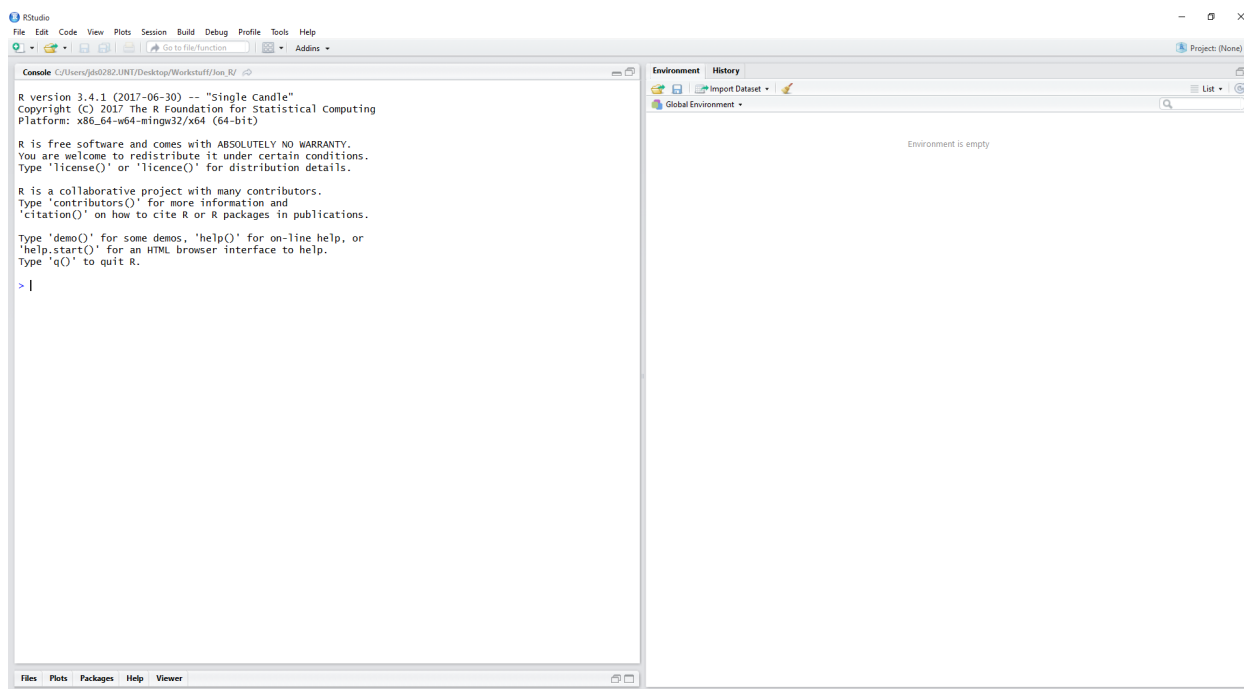 RStudio
File Edit Code View Plots Session Build Debug Profile Tools Help
Go to file/function Addins Project: (None)
Console C:/Users/jds0282.UNT/Desktop/Workstuff/Jon_R/
R version 3.4.1 (2017-06-30) -- "Single Candle"
Copyright (C) 2017 The R Foundation for Statistical Computing
Platform: x86_64-w64-mingw32/x64 (64-bit)
R is free software and comes with ABSOLUTELY NO WARRANTY.
You are welcome to redistribute it under certain conditions.
Type 'license()' or 'licence()' for distribution details.
R is a collaborative project with many contributors.
Type 'contributors()' for more information and
'citation()' on how to cite R or R packages in publications.
Type 'demo()' for some demos, 'help()' for on-line help, or
'help.start()' for an HTML browser interface to help.
Type 'q()' to quit R.
>
Files Plots Packages Help Viewer
Environment History
Import Dataset List
Global Environment
Environment is empty